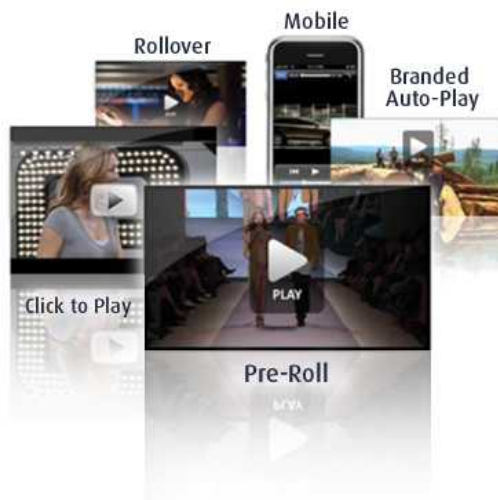 Mobile
Rollover
Branded
Auto-Play
Click to Play
PLAY
Pre-Roll